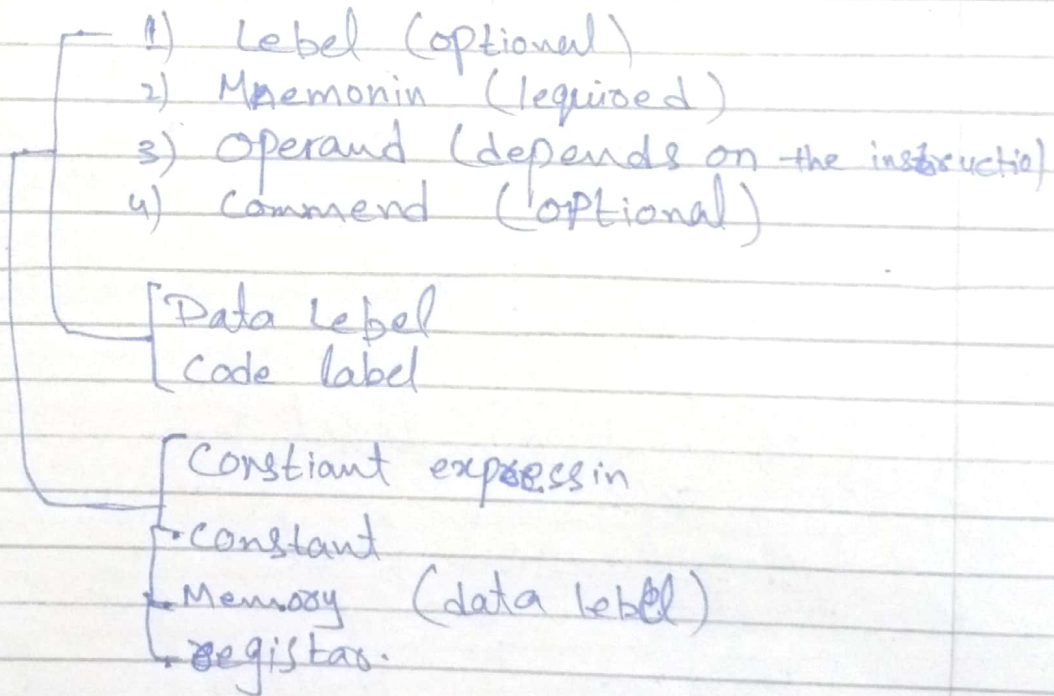 1) Lebel (optional)
2) Mnemonin (lequired)
3) Operand (depends on the instructio)
4) Commend (optional)
Data Lebel
Code label
Constiant expressin
Constant
Memory (data lebel)
registar.